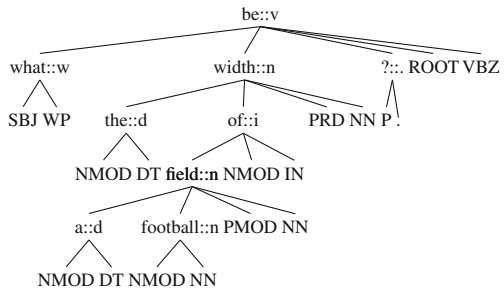 be::v
what::w width::n ?::. ROOT VBZ
SBJ WP the::d of::i PRD NN P .
NMOD DT field::n NMOD IN
a::d football::n PMOD NN
NMOD DT NMOD NN